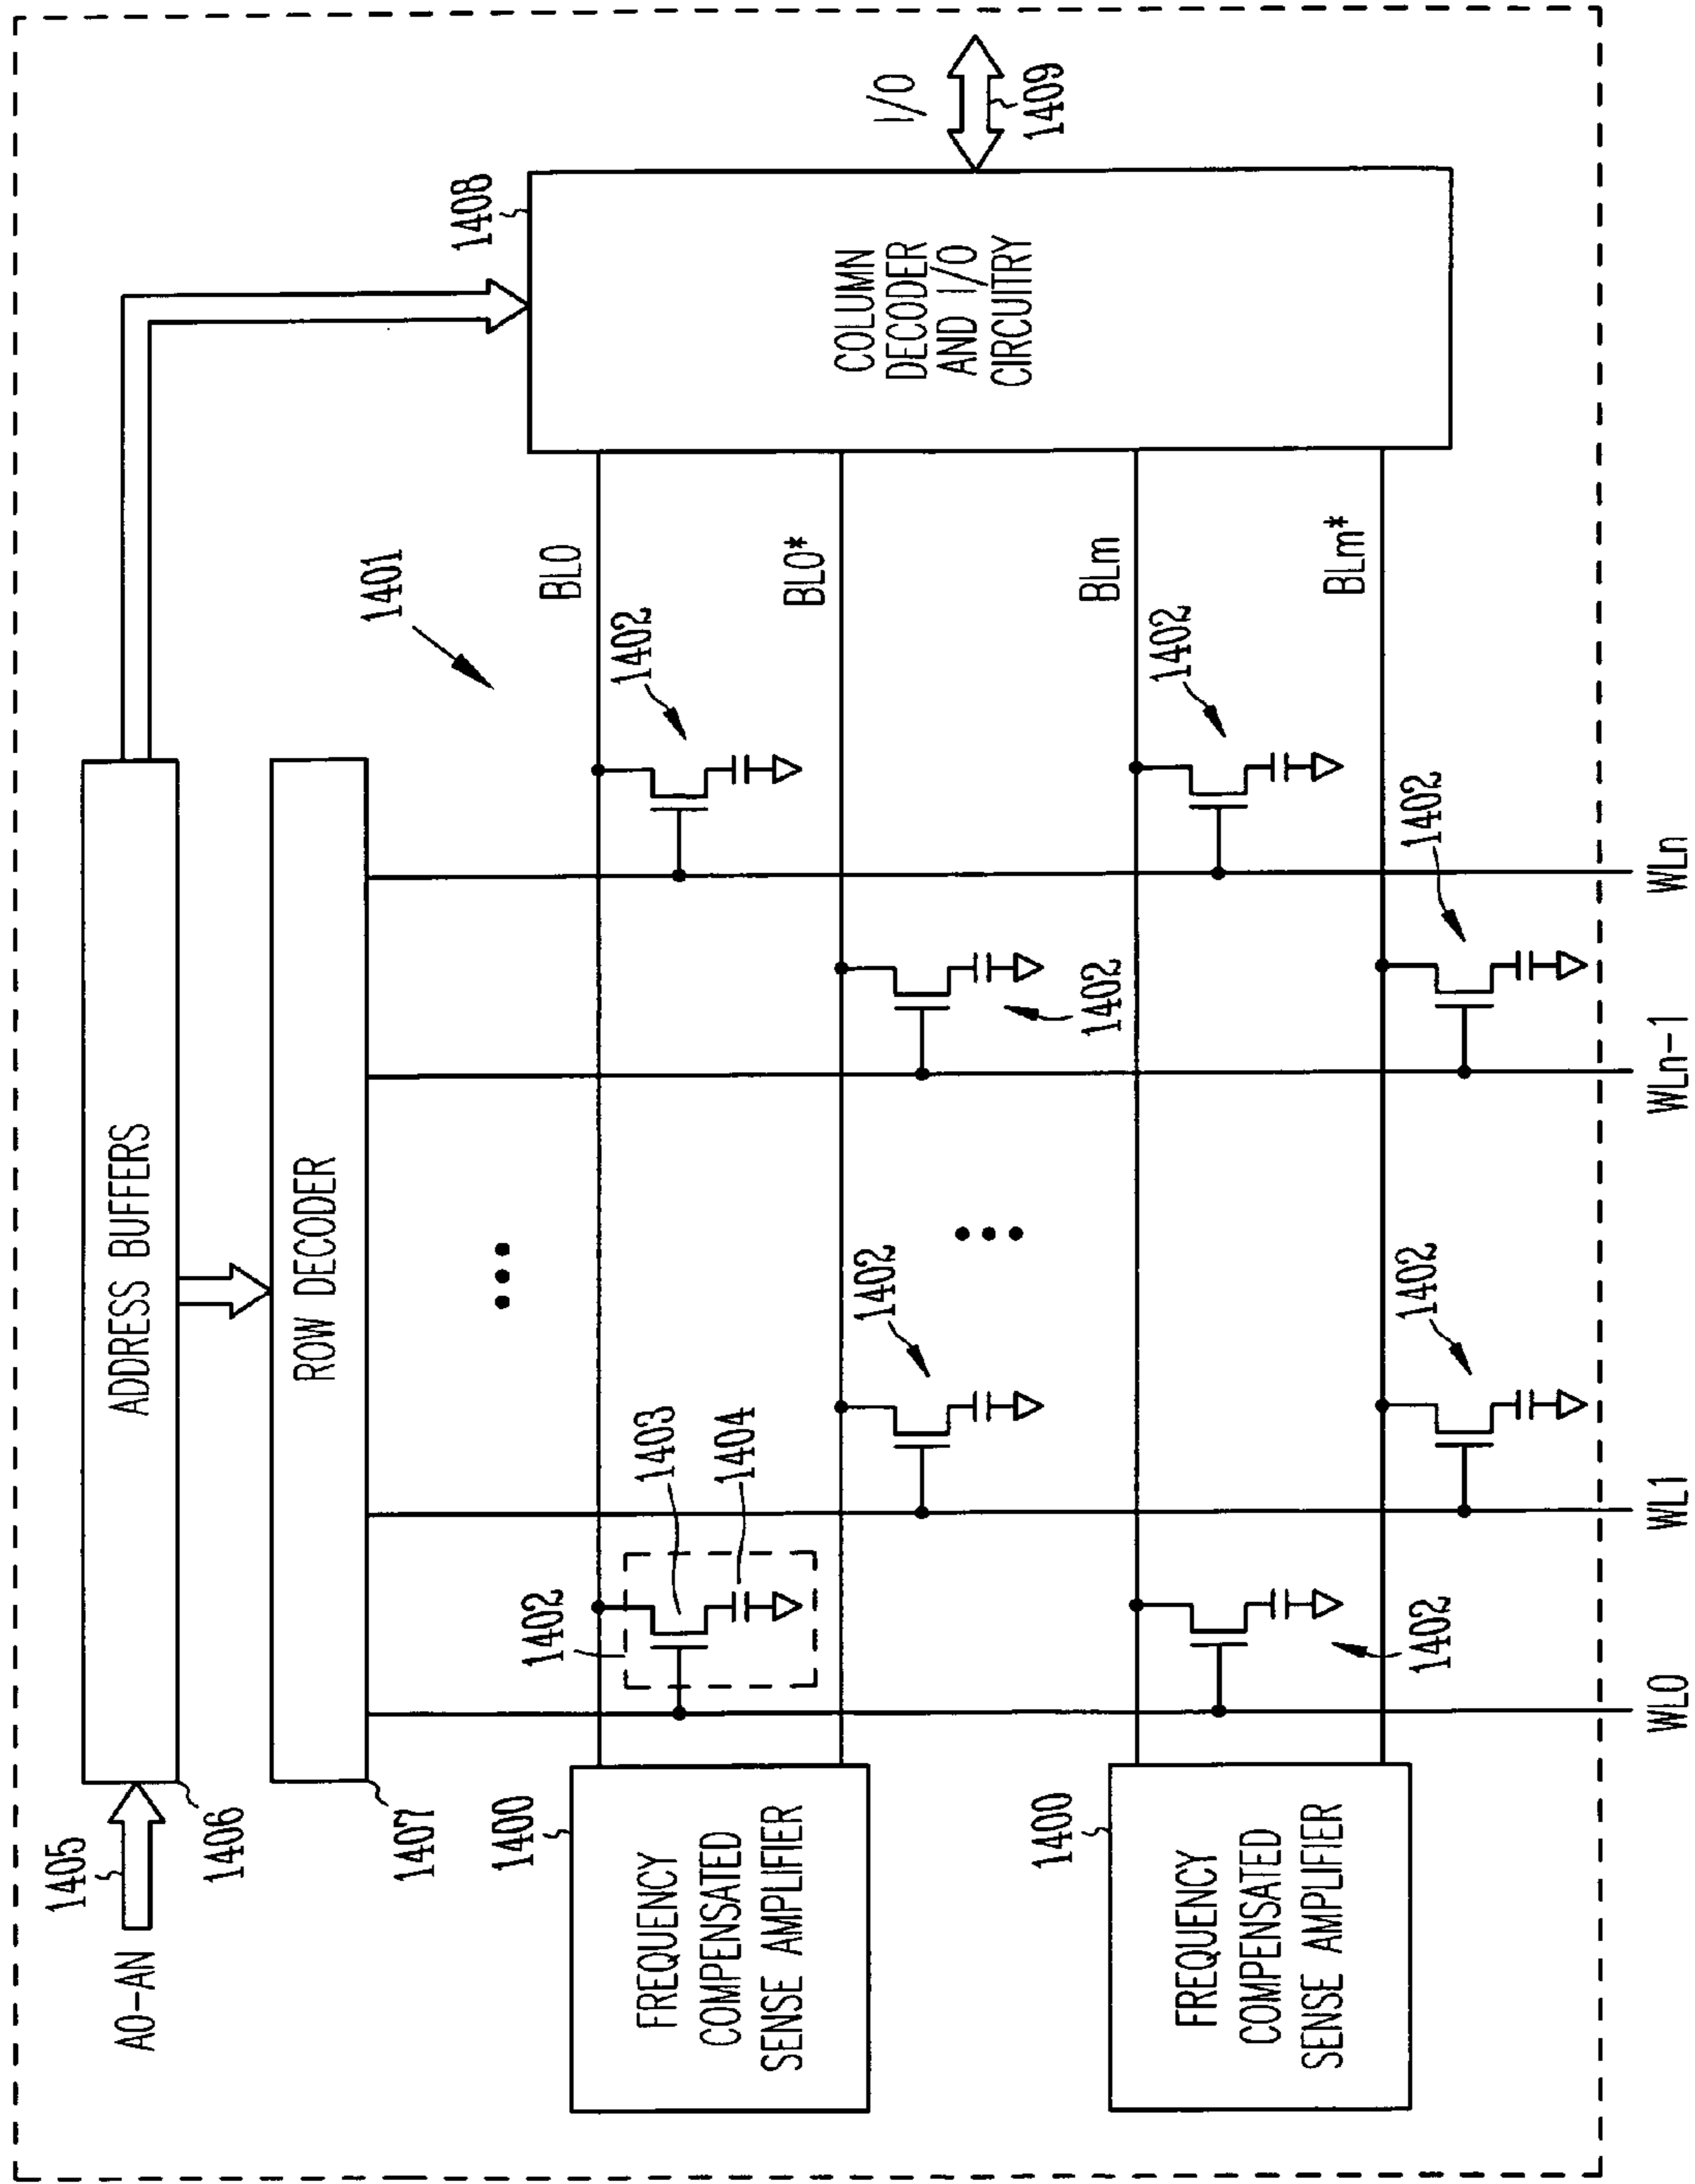 A0-AN
1405
1406
ADDRESS BUFFERS
1407
ROW DECODER
1408
COLUMN
DECODER
AND I/O
CIRCUITRY
I/O
1409
1401
1400
FREQUENCY
COMPENSATED
SENSE AMPLIFIER
1402
1403
1404
1402
BL0
1402
1402
BL0*
1400
FREQUENCY
COMPENSATED
SENSE AMPLIFIER
1402
1402
BLm
1402
1402
BLm*
WL0
WL1
WLn-1
WLn